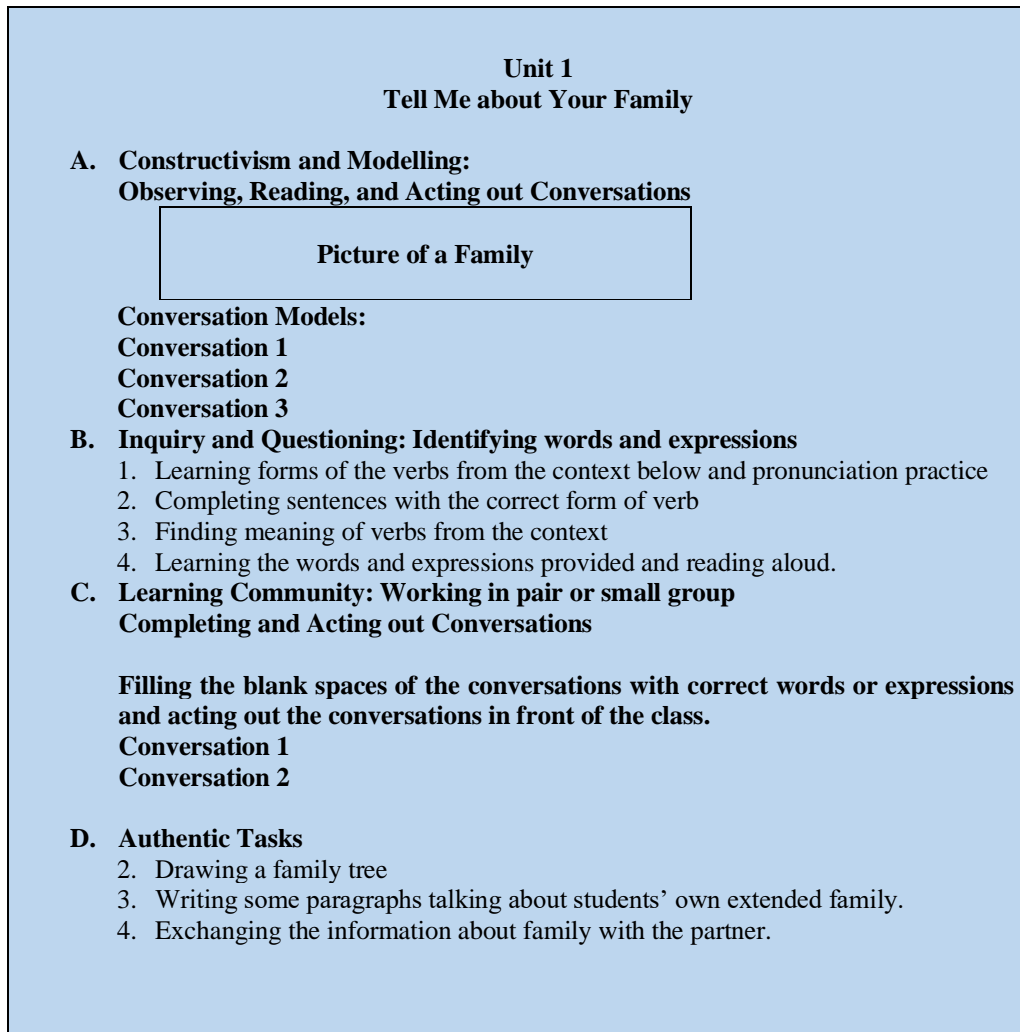 Unit 1
Tell Me about Your Family
A. Constructivism and Modelling:
Observing, Reading, and Acting out Conversations
Picture of a Family
Conversation Models:
Conversation 1
Conversation 2
Conversation 3
B. Inquiry and Questioning: Identifying words and expressions
1. Learning forms of the verbs from the context below and pronunciation practice
2. Completing sentences with the correct form of verb
3. Finding meaning of verbs from the context
4. Learning the words and expressions provided and reading aloud.
C. Learning Community: Working in pair or small group
Completing and Acting out Conversations
Filling the blank spaces of the conversations with correct words or expressions
and acting out the conversations in front of the class.
Conversation 1
Conversation 2
D. Authentic Tasks
2. Drawing a family tree
3. Writing some paragraphs talking about students’ own extended family.
4. Exchanging the information about family with the partner.